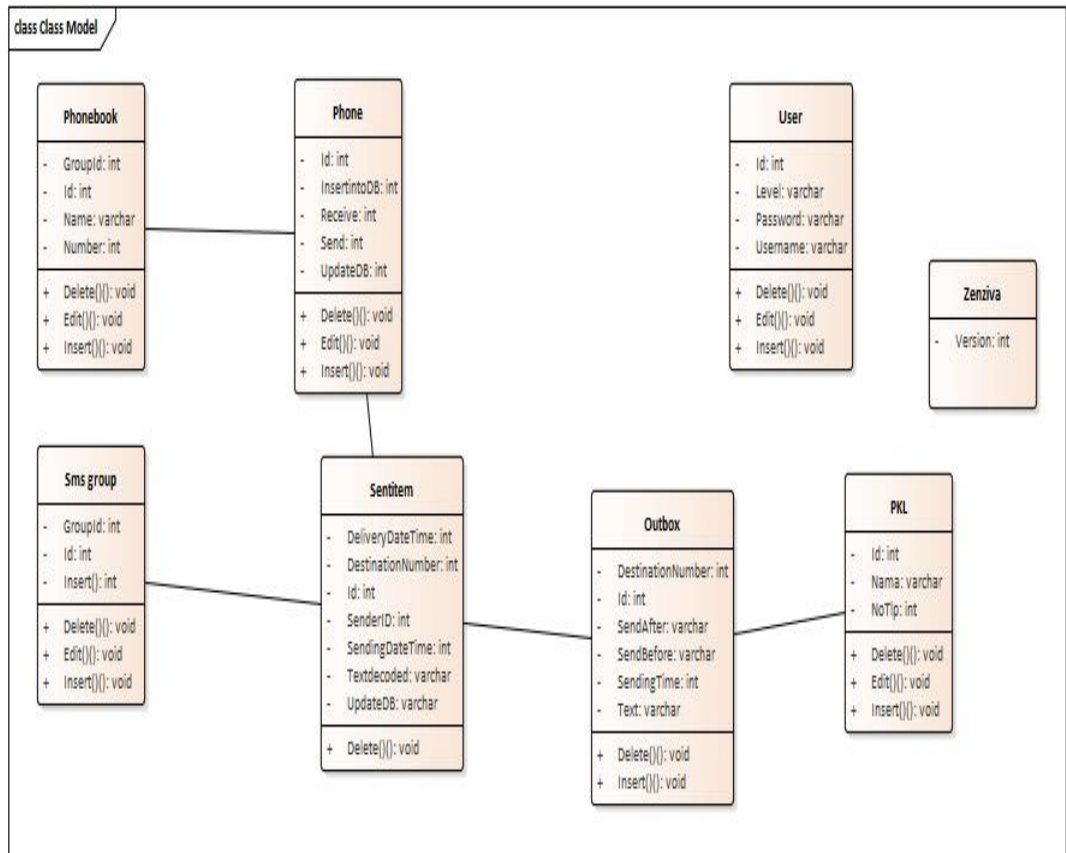 class Class Model
Phonebook
- GroupId: int
- Id: int
- Name: varchar
- Number: int
+ Delete()(): void
+ Edit()(): void
+ Insert()(): void
Phone
- Id: int
- InsertintoDB: int
- Receive: int
- Send: int
- UpdateDB: int
+ Delete()(): void
+ Edit()(): void
+ Insert()(): void
User
- Id: int
- Level: varchar
- Password: varchar
- Username: varchar
+ Delete()(): void
+ Edit()(): void
+ Insert()(): void
Zenziva
- Version: int
Sms group
- GroupId: int
- Id: int
- Insert(): int
+ Delete()(): void
+ Edit()(): void
+ Insert()(): void
Sentitem
- DeliveryDateTime: int
- DestinationNumber: int
- Id: int
- SenderID: int
- SendingDateTime: int
- Textdecoded: varchar
- UpdateDB: varchar
+ Delete()(): void
Outbox
- DestinationNumber: int
- Id: int
- SendAfter: varchar
- SendBefore: varchar
- SendingTime: int
- Text: varchar
+ Delete()(): void
+ Insert()(): void
PKL
- Id: int
- Nama: varchar
- NoTlp: int
+ Delete()(): void
+ Edit()(): void
+ Insert()(): void